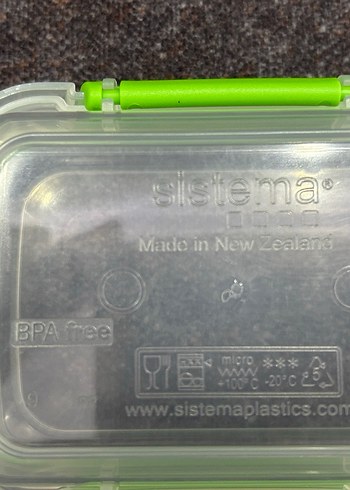 sistema®
Made in New Zealand
BPA free
micro
+100°C -20°C 5
www.sistemaplastics.com